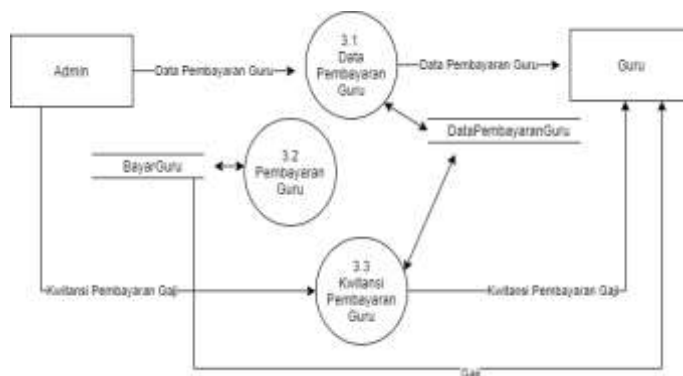 3.1
Data
Pembayaran
Guru
Admin
Data Pembayaran Guru
Data Pembayaran Guru
Guru
DataPembayaranGuru
3.2
Pembayaran
Guru
BayarGuru
3.3
Kwitansi
Pembayaran
Guru
Kwitansi Pembayaran Gaji
Kwitansi Pembayaran Gaji
Gaji